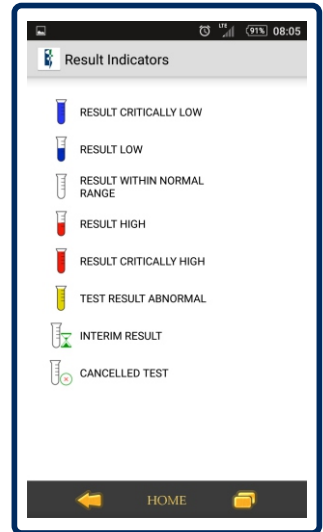 LTE 91% 08:05
Result Indicators
RESULT CRITICALLY LOW
RESULT LOW
RESULT WITHIN NORMAL
RANGE
RESULT HIGH
RESULT CRITICALLY HIGH
TEST RESULT ABNORMAL
INTERIM RESULT
CANCELLED TEST
HOME